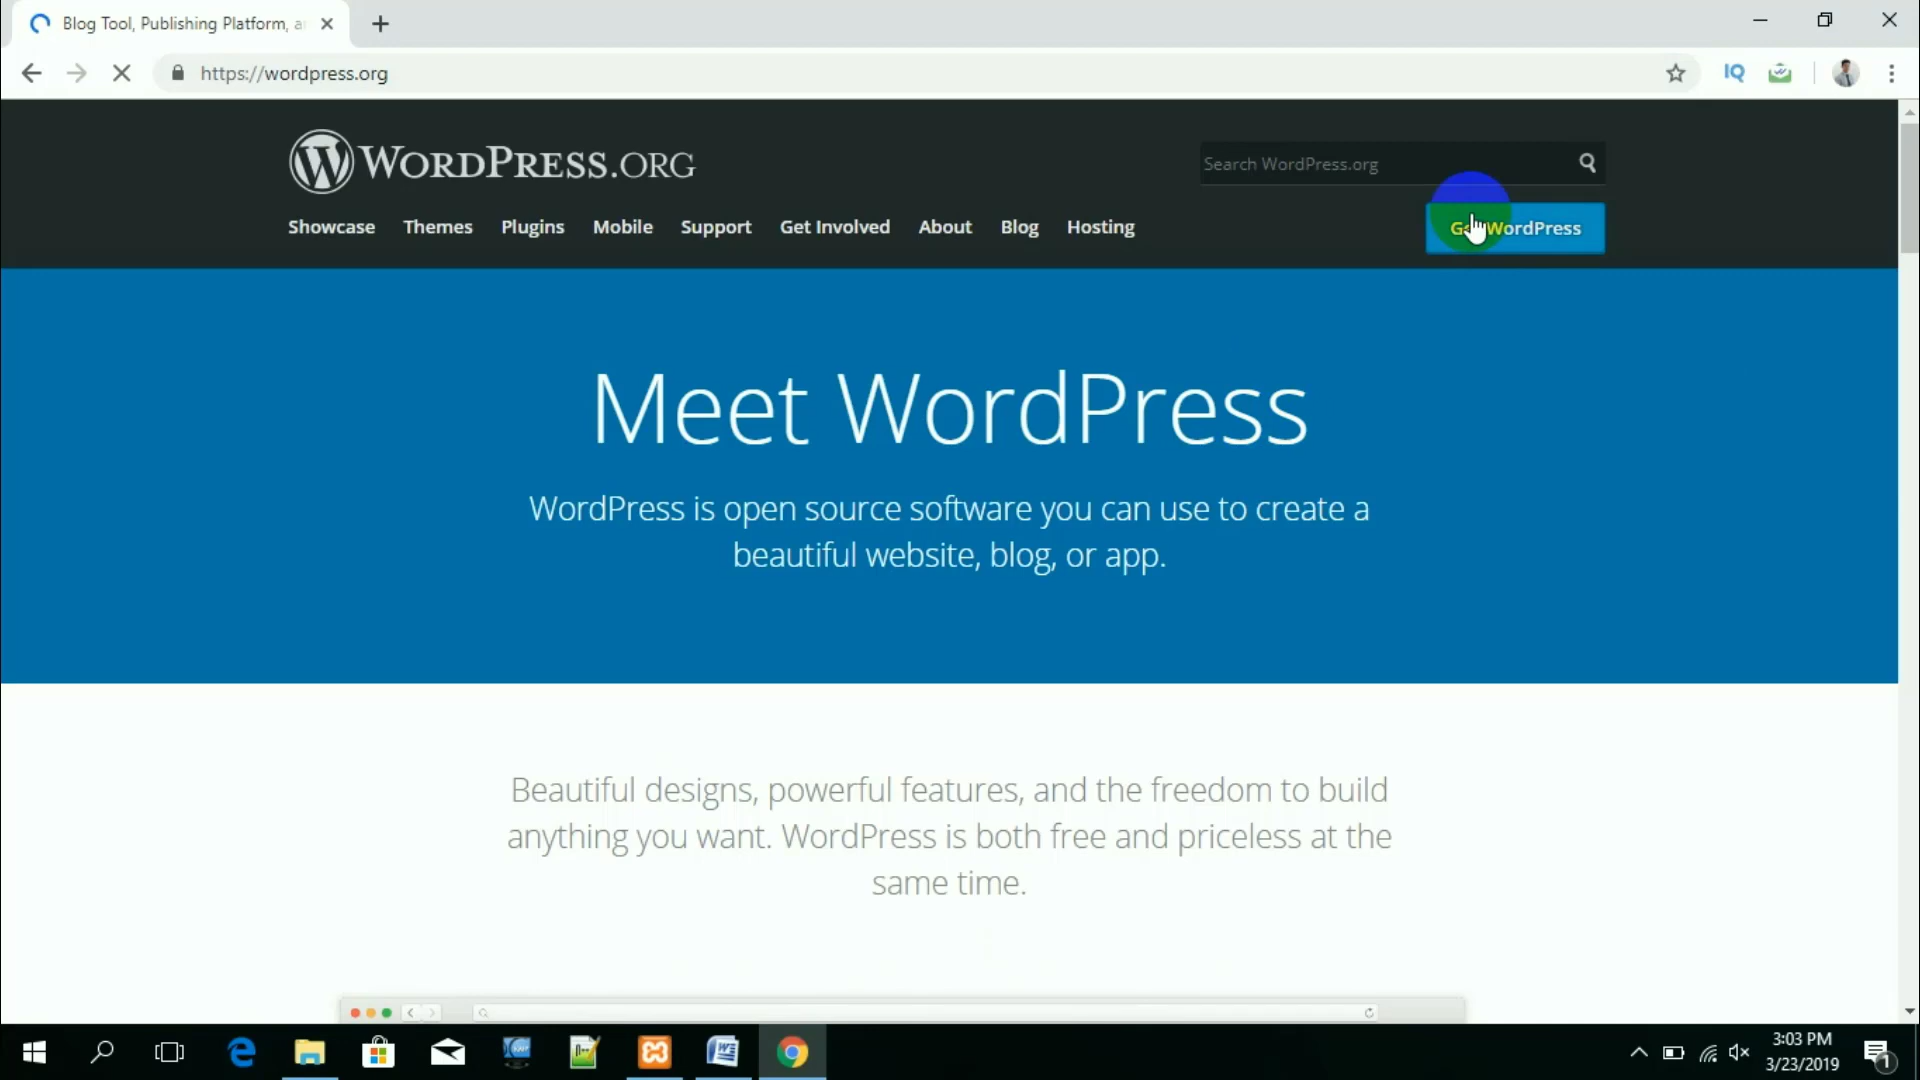 Blog Tool, Publishing Platform, a
https://wordpress.org
IQ
WORDPRESS.ORG
Search WordPress.org
Showcase Themes Plugins Mobile Support Get Involved About Blog Hosting
Get WordPress
Meet WordPress
WordPress is open source software you can use to create a
beautiful website, blog, or app.
Beautiful designs, powerful features, and the freedom to build
anything you want. WordPress is both free and priceless at the
same time.
3:03 PM
3/23/2019
1